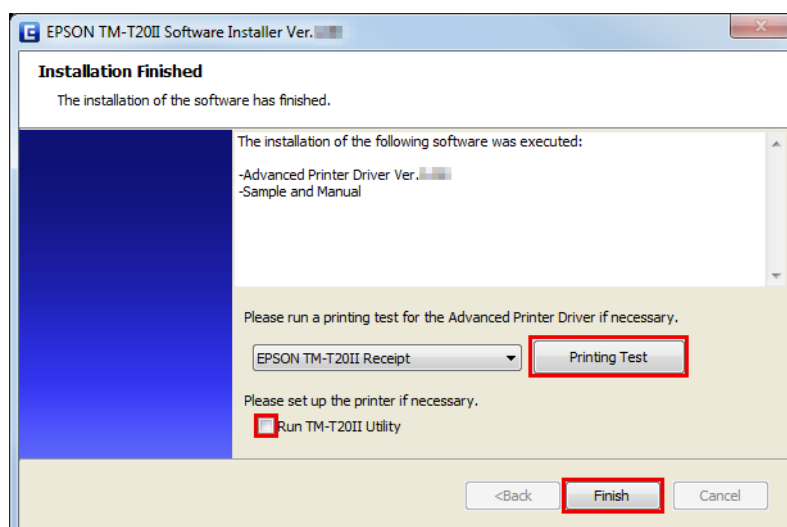 EPSON TM-T20II Software Installer Ver.
Installation Finished
The installation of the software has finished.
The installation of the following software was executed:
-Advanced Printer Driver Ver.
-Sample and Manual
Please run a printing test for the Advanced Printer Driver if necessary.
EPSON TM-T20II Receipt
Printing Test
Please set up the printer if necessary.
Run TM-T20II Utility
<Back
Finish
Cancel